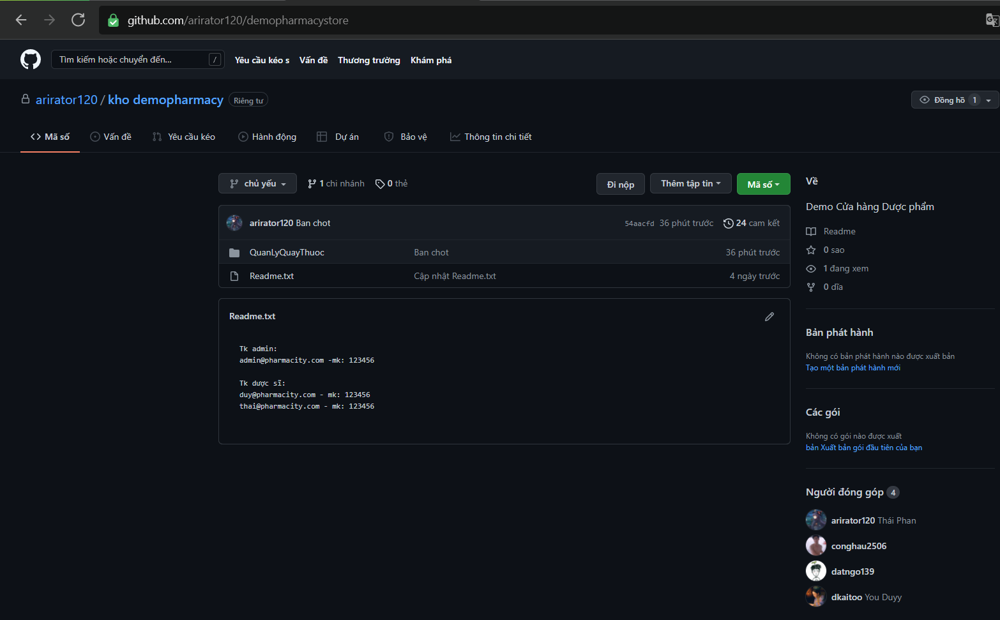 github.com/arirator120/demopharmacystore
Tìm kiếm hoặc chuyển đến... /
Yêu cầu kéo s Vấn đề Thương trường Khám phá
arirator120 / kho demopharmacy Riêng tư
Đồng hồ 1
Mã số Vấn đề Yêu cầu kéo Hành động Dự án Bảo vệ Thông tin chi tiết
chủ yếu 1 chi nhánh 0 thẻ
Đi nộp Thêm tập tin Mã số
arirator120 Ban chot 54aacfd 36 phút trước 24 cam kết
QuanLyQuayThuoc Ban chot 36 phút trước
Readme.txt Cập nhật Readme.txt 4 ngày trước
Readme.txt
Tk admin:
admin@pharmacity.com -mk: 123456
Tk dược sĩ:
duy@pharmacity.com - mk: 123456
thai@pharmacity.com - mk: 123456
Về
Demo Cửa hàng Dược phẩm
Readme
0 sao
1 đang xem
0 dĩa
Bản phát hành
Không có bản phát hành nào được xuất bản
Tạo một bản phát hành mới
Các gói
Không có gói nào được xuất
bản Xuất bản gói đầu tiên của bạn
Người đóng góp 4
arirator120 Thái Phan
conghau2506
datngo139
dkaitoo You Duyy